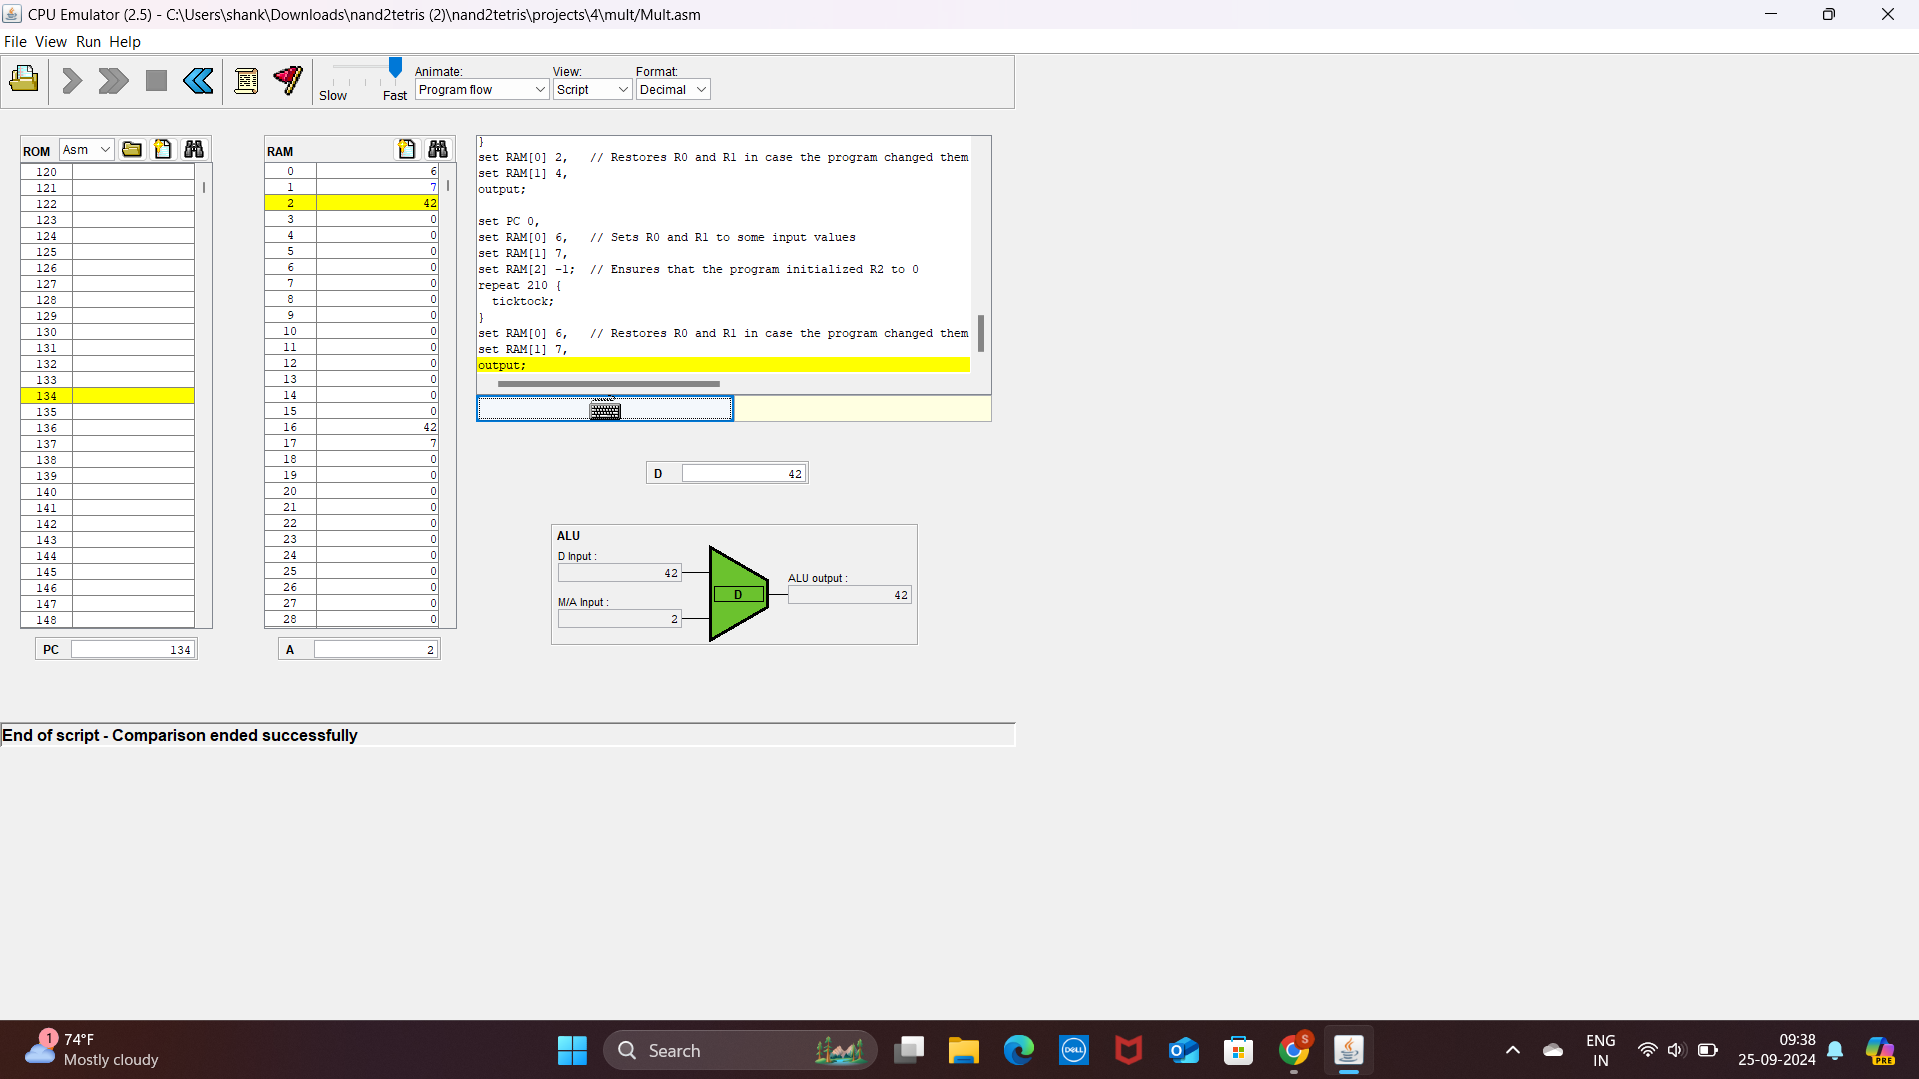 CPU Emulator (2.5) - C:\Users\shank\Downloads\nand2tetris (2)\nand2tetris\projects\4\mult/Mult.asm
File View Run Help
Slow Fast
Animate:
Program flow
View:
Script
Format:
Decimal
ROM Asm
120
121
122
123
124
125
126
127
128
129
130
131
132
133
134
135
136
137
138
139
140
141
142
143
144
145
146
147
148
PC 134
RAM
0 6
1 7
2 42
3 0
4 0
5 0
6 0
7 0
8 0
9 0
10 0
11 0
12 0
13 0
14 0
15 0
16 42
17 7
18 0
19 0
20 0
21 0
22 0
23 0
24 0
25 0
26 0
27 0
28 0
A 2
}
set RAM[0] 2, // Restores R0 and R1 in case the program changed them
set RAM[1] 4,
output;
set PC 0,
set RAM[0] 6, // Sets R0 and R1 to some input values
set RAM[1] 7,
set RAM[2] -1; // Ensures that the program initialized R2 to 0
repeat 210 {
ticktock;
}
set RAM[0] 6, // Restores R0 and R1 in case the program changed them
set RAM[1] 7,
output;
D 42
ALU
D Input :
42
M/A Input :
2
D
ALU output :
42
End of script - Comparison ended successfully
1
74°F
Mostly cloudy
Search
DELL
S
ENG
IN
09:38
25-09-2024
PRE